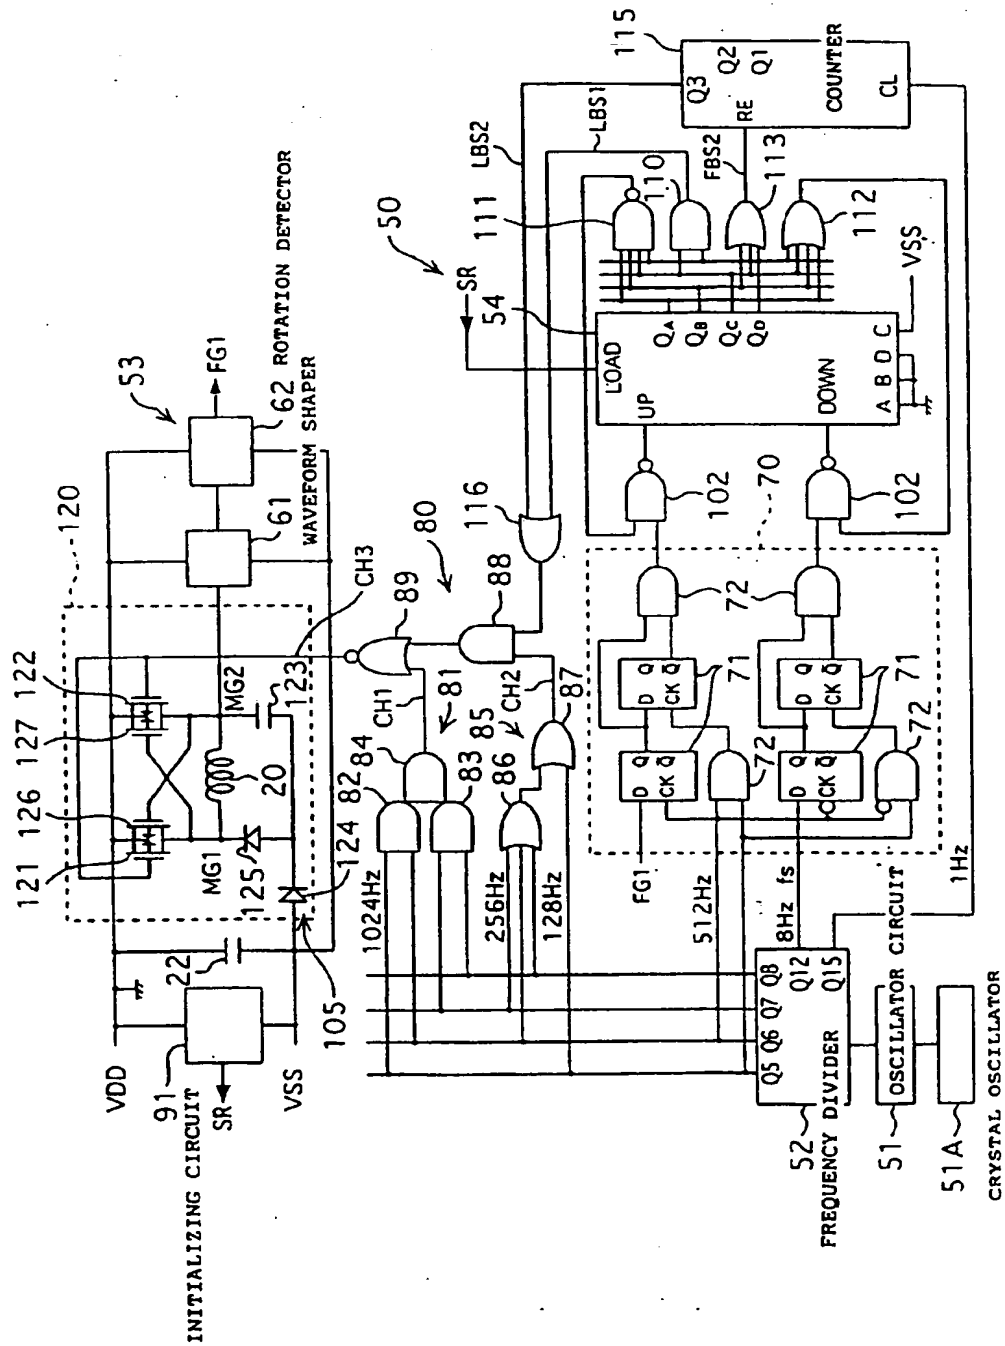 INITIALIZING CIRCUIT
91
SR
VDD
VSS
22
105
120
121
126
127
122
MG1
MG2
20
123
125
124
CH3
61
WAVEFORM SHAPER
53
FG1
62 ROTATION DETECTOR
1024Hz
82
84
81
83
CH1
89
80
88
116
256Hz
86
85
CH2
87
128Hz
512Hz
8Hz fs
1Hz
FG1
D Q
CK
D Q
CK Q̅
71
72
72
D Q
CK
D Q
CK Q̅
71
72
70
102
102
Q5 Q6 Q7 Q8
Q12
Q15
52
FREQUENCY DIVIDER
OSCILLATOR CIRCUIT
51
51A
CRYSTAL OSCILLATOR
50
SR
54
LOAD
UP
DOWN
QA
QB
QC
QD
A B D C
VSS
111
110
113
112
LBS2
LBS1
FBS2
115
Q3 Q2 Q1
RE
COUNTER
CL